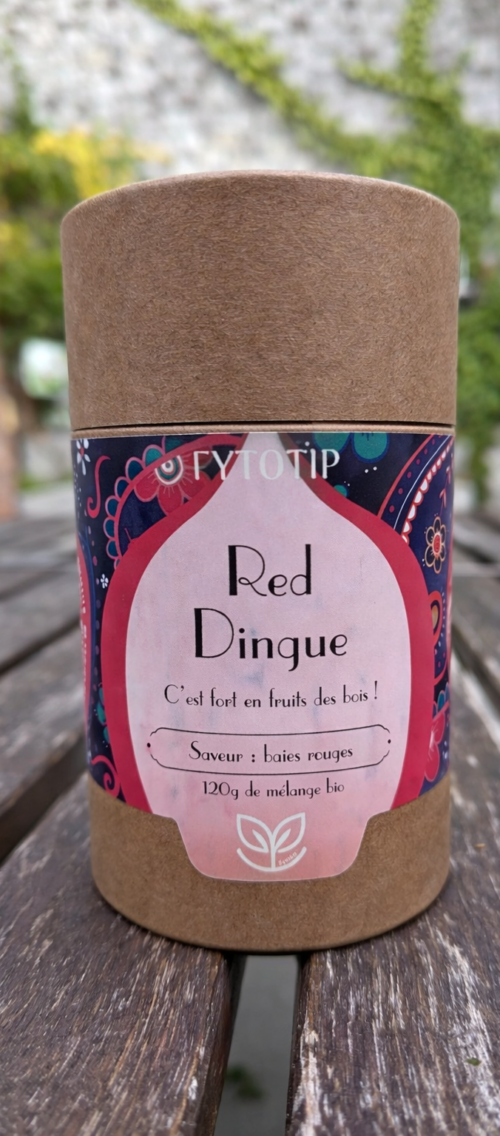 FYTOTIP
Red
Dingue
C'est fort en fruits des bois !
Saveur : baies rouges
120g de mélange bio